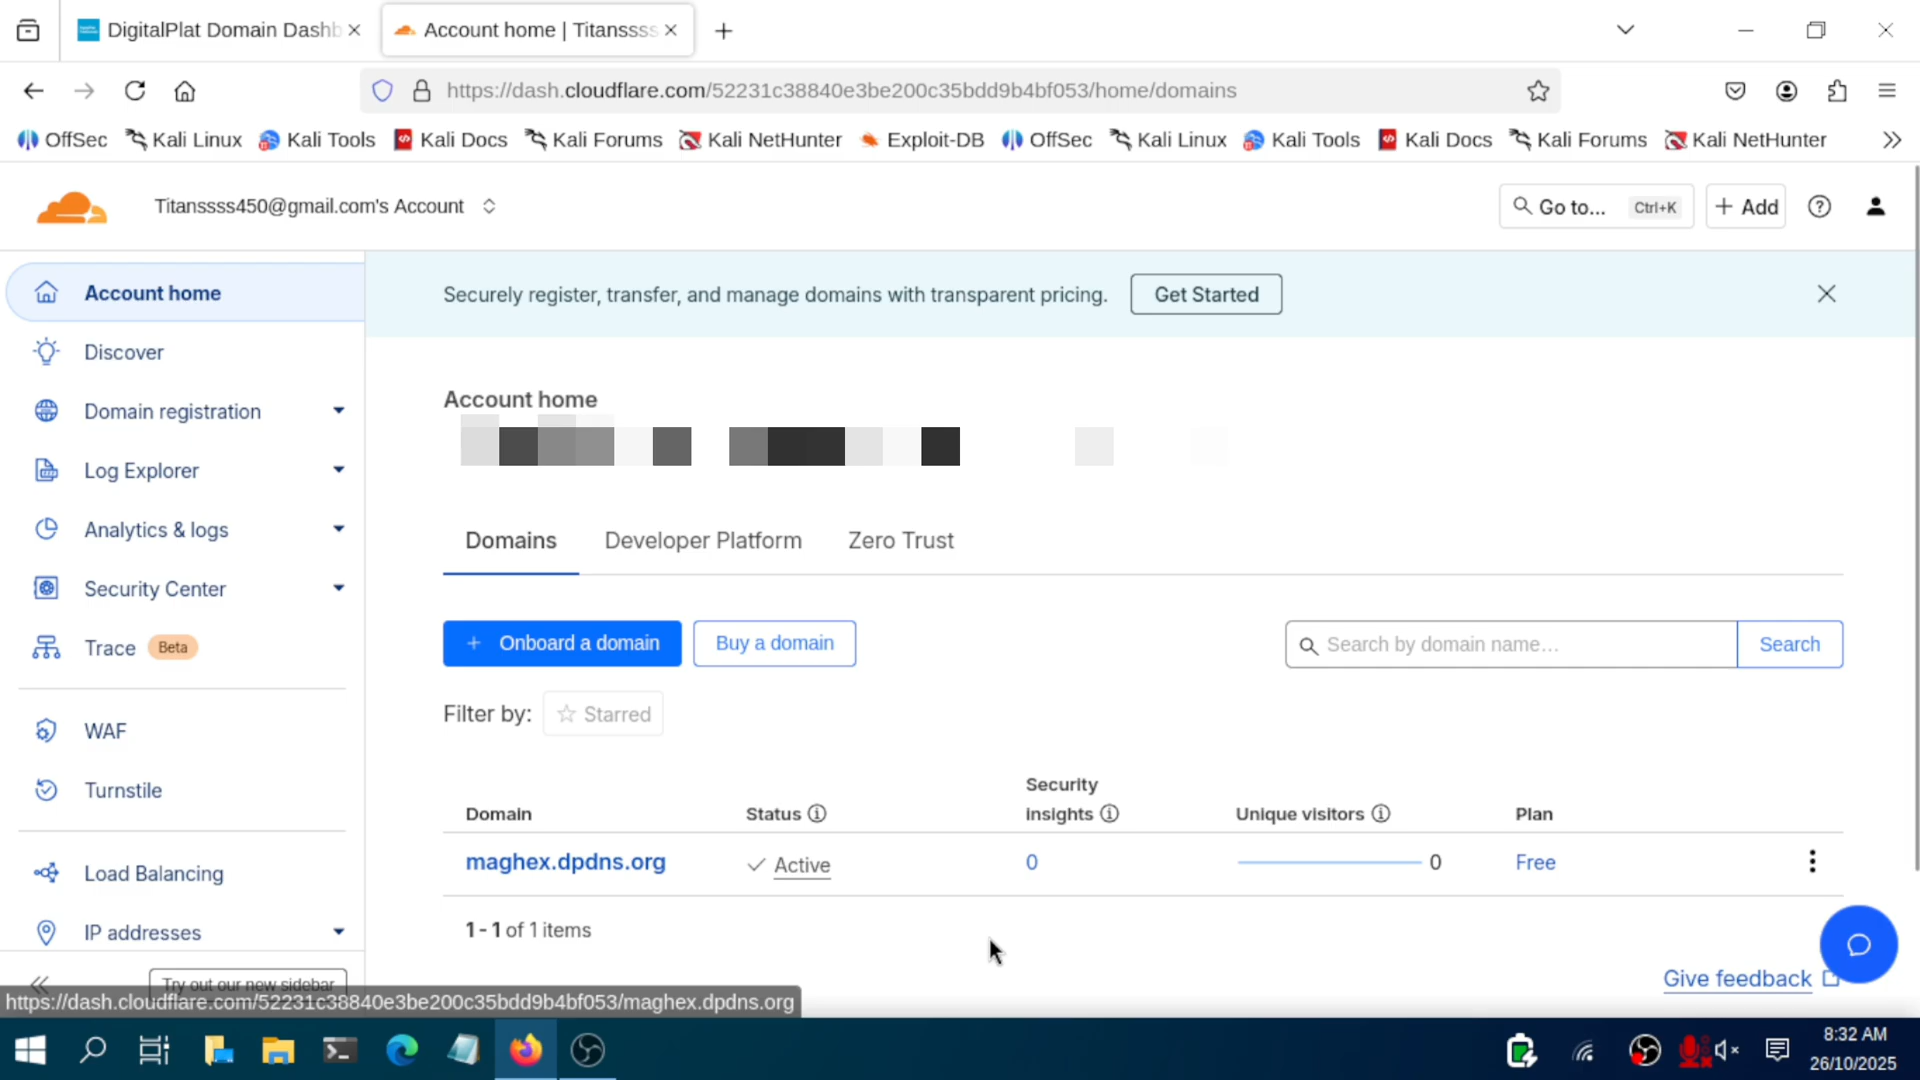 DigitalPlat Domain Dashb
Account home | Titanssss
https://dash.cloudflare.com/52231c38840e3be200c35bdd9b4bf053/home/domains
OffSec Kali Linux Kali Tools Kali Docs Kali Forums Kali NetHunter Exploit-DB OffSec Kali Linux Kali Tools Kali Docs Kali Forums Kali NetHunter
Titanssss450@gmail.com's Account
Go to... Ctrl+K
+ Add
Account home
Discover
Domain registration
Log Explorer
Analytics & logs
Security Center
Trace Beta
WAF
Turnstile
Load Balancing
IP addresses
Try out our new sidebar
https://dash.cloudflare.com/52231c38840e3be200c35bdd9b4bf053/maghex.dpdns.org
Securely register, transfer, and manage domains with transparent pricing. Get Started
Account home
Domains Developer Platform Zero Trust
+ Onboard a domain Buy a domain
Search by domain name... Search
Filter by: Starred
Domain Status Security insights Unique visitors Plan
maghex.dpdns.org Active 0 0 Free
1 - 1 of 1 items
Give feedback
8:32 AM
26/10/2025